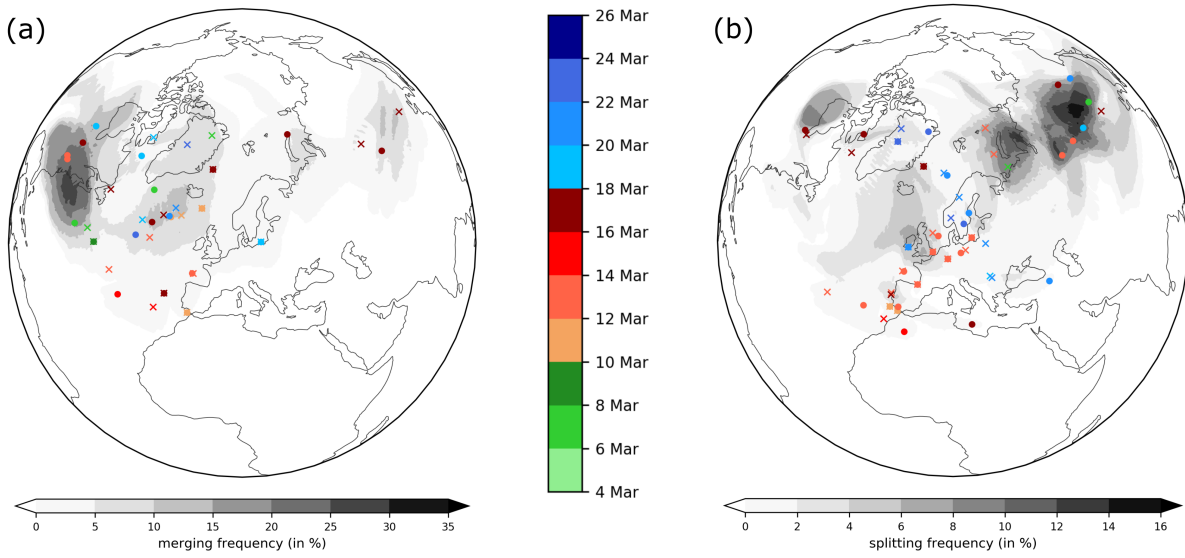 (a)
(b)
26 Mar
24 Mar
22 Mar
20 Mar
18 Mar
16 Mar
14 Mar
12 Mar
10 Mar
8 Mar
6 Mar
4 Mar
0 5 10 15 20 25 30 35
merging frequency (in %)
0 2 4 6 8 10 12 14 16
splitting frequency (in %)